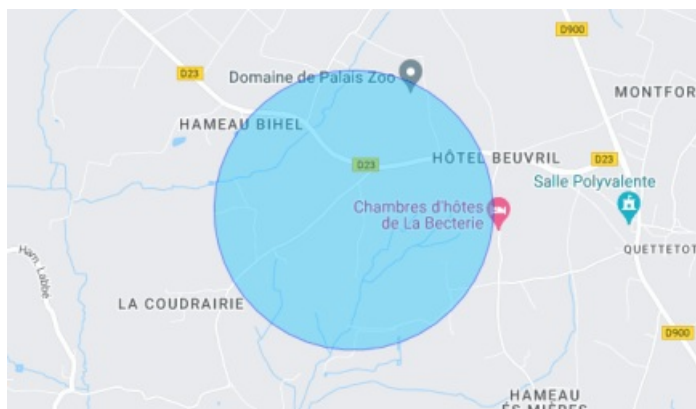 D900
D23
Domaine de Palais Zoo
MONTFOR
HAMEAU BIHEL
D23
HÔTEL BEUVRIL
D23
Salle Polyvalente
Chambres d'hôtes
de La Becterie
QUETTETOT
Ham. Labbe
LA COUDRAIRIE
D900
HAMEAU
ÈS MIÈRES